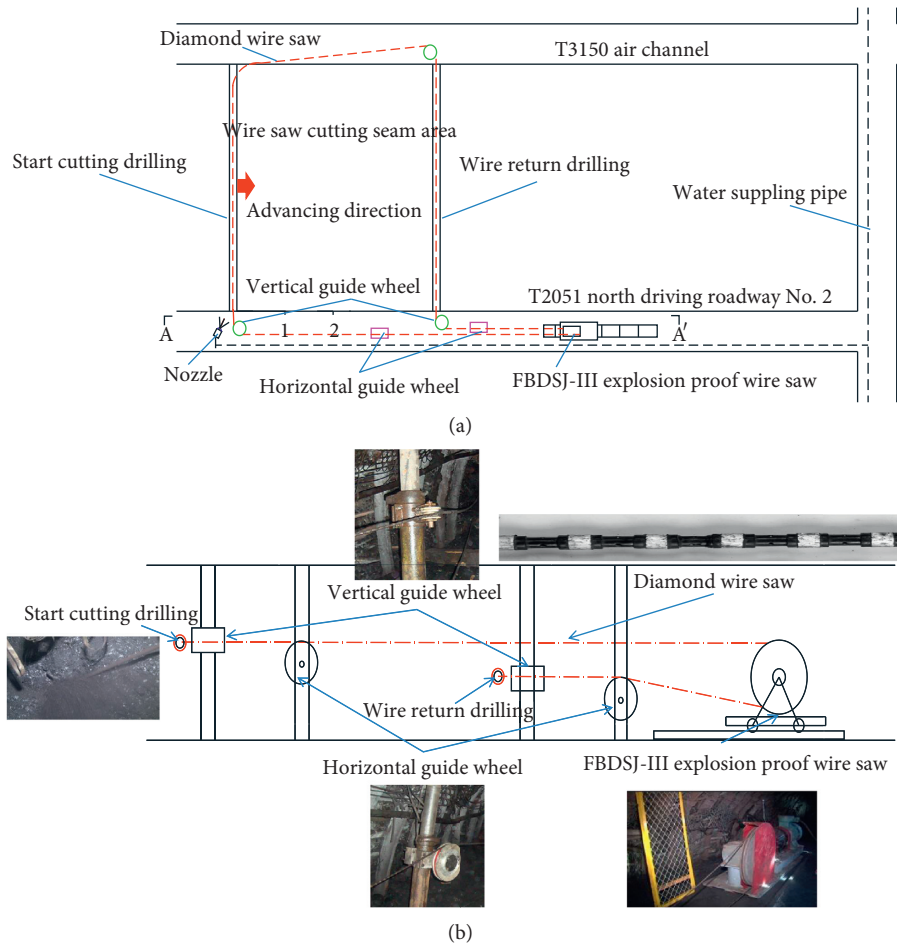 Diamond wire saw
T3150 air channel
Wire saw cutting seam area
Start cutting drilling
Wire return drilling
Water suppling pipe
Advancing direction
Vertical guide wheel
T2051 north driving roadway No. 2
A
1
2
A′
Nozzle
Horizontal guide wheel
FBDSJ-III explosion proof wire saw
(a)
Start cutting drilling
Vertical guide wheel
Diamond wire saw
Wire return drilling
Horizontal guide wheel
FBDSJ-III explosion proof wire saw
(b)